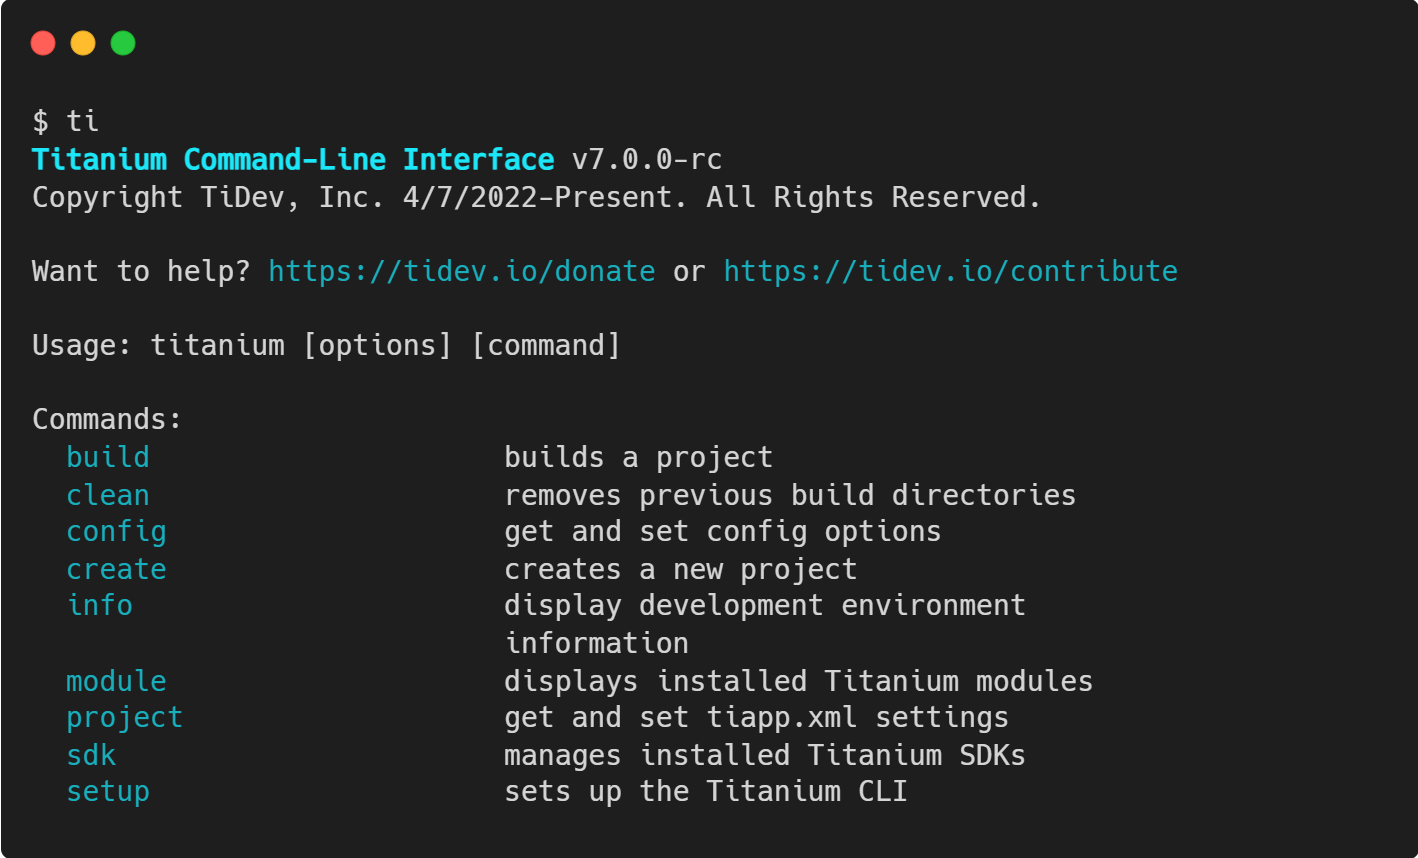 $ ti
Titanium Command-Line Interface v7.0.0-rc
Copyright TiDev, Inc. 4/7/2022-Present. All Rights Reserved.
Want to help? https://tidev.io/donate or https://tidev.io/contribute
Usage: titanium [options] [command]
Commands:
build builds a project
clean removes previous build directories
config get and set config options
create creates a new project
info display development environment
information
module displays installed Titanium modules
project get and set tiapp.xml settings
sdk manages installed Titanium SDKs
setup sets up the Titanium CLI